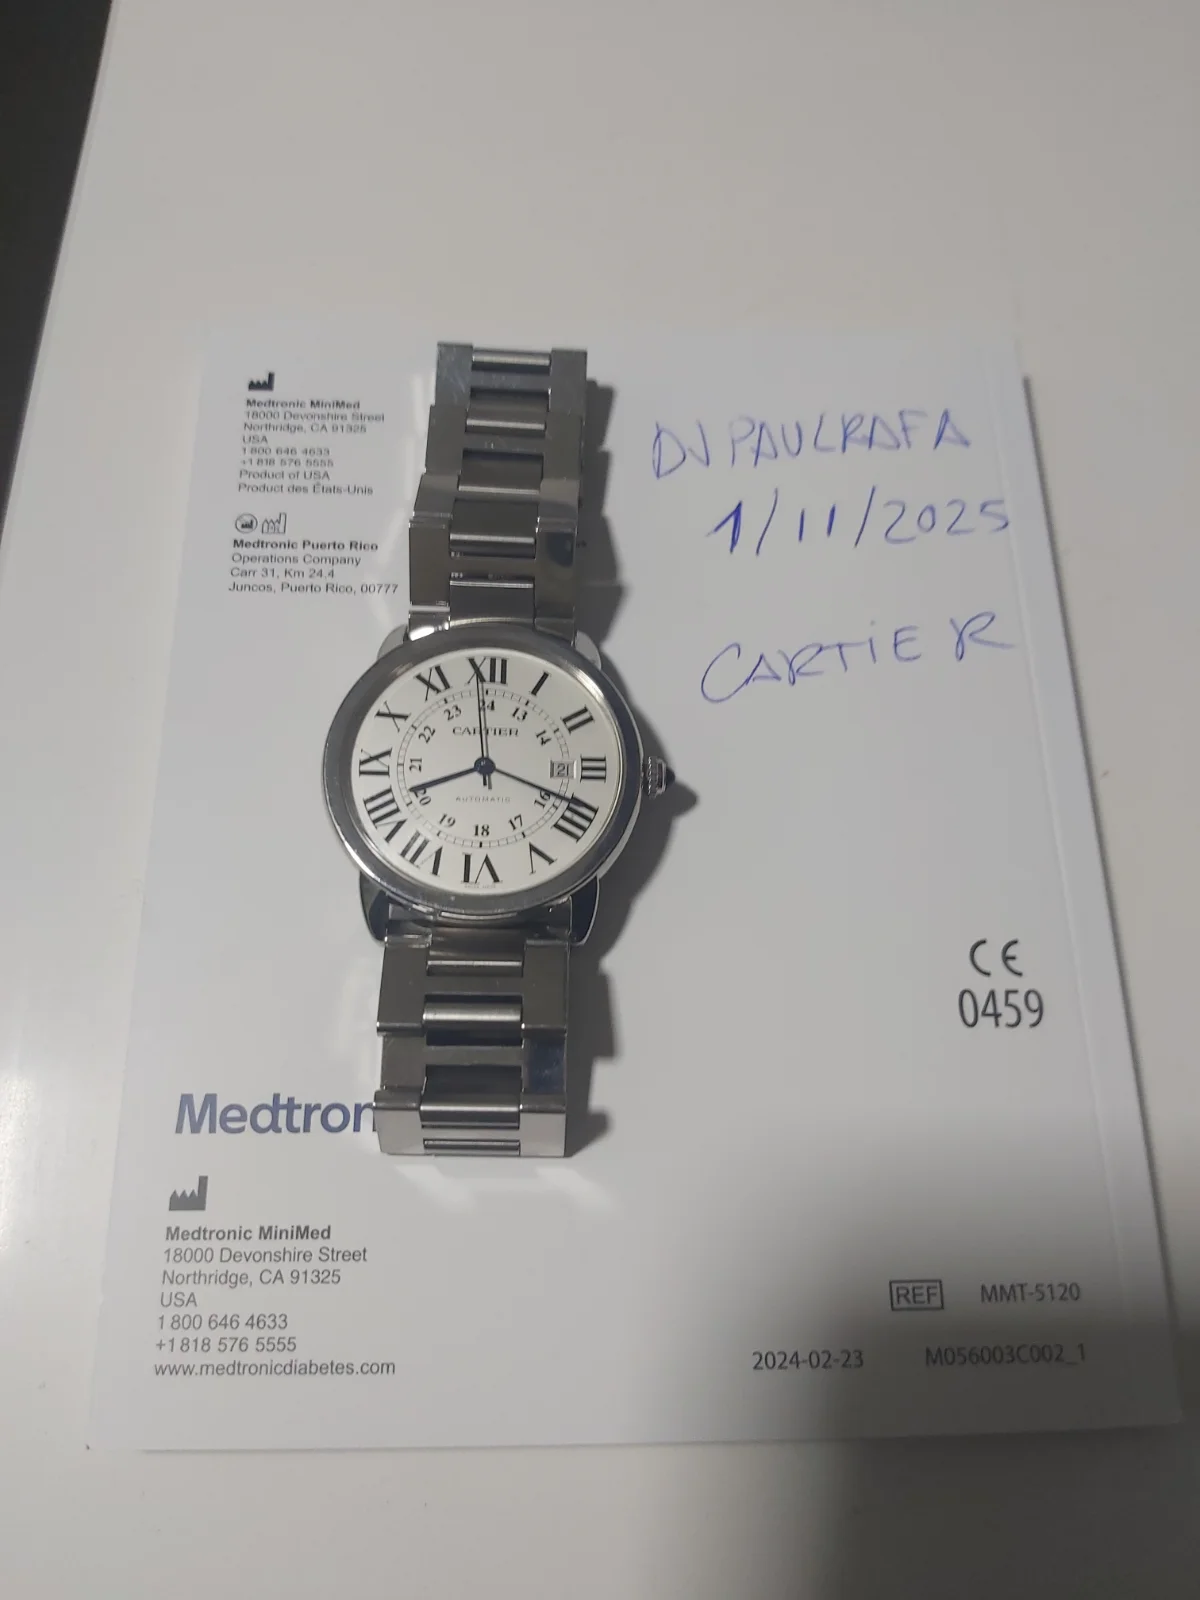 Medtronic MiniMed
18000 Devonshire Street
Northridge, CA 91325
USA
1 800 646 4633
+1 818 576 5555
Product of USA
Product des États-Unis
Medtronic Puerto Rico
Operations Company
Carr 31, Km 24.4
Juncos, Puerto Rico, 00777
DJPAULRAFA
1/11/2025
CARTIER
XII
I
II
III
IIII
V
VI
VII
VIII
IX
X
XI
24
13
14
16
17
18
19
20
21
22
23
CARTIER
2
AUTOMATIC
CE
0459
Medtron
Medtronic MiniMed
18000 Devonshire Street
Northridge, CA 91325
USA
1 800 646 4633
+1 818 576 5555
www.medtronicdiabetes.com
REF MMT-5120
2024-02-23 M056003C002_1